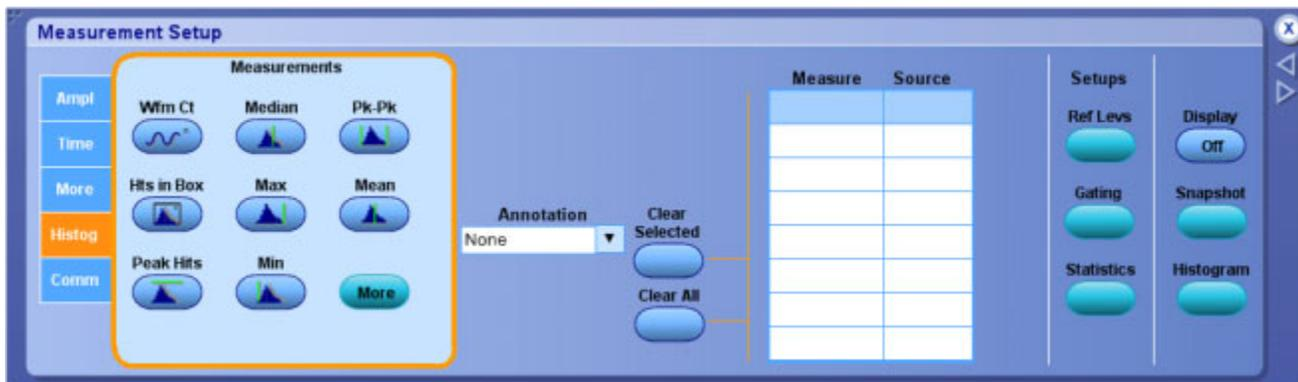 Measurement Setup
Ampl
Time
More
Histog
Comm
Measurements
Wfm Ct
Median
Pk-Pk
Hts in Box
Max
Mean
Peak Hits
Min
More
Annotation
None
Clear
Selected
Clear All
Measure
Source
Setups
Ref Levs
Gating
Statistics
Display
Off
Snapshot
Histogram
X